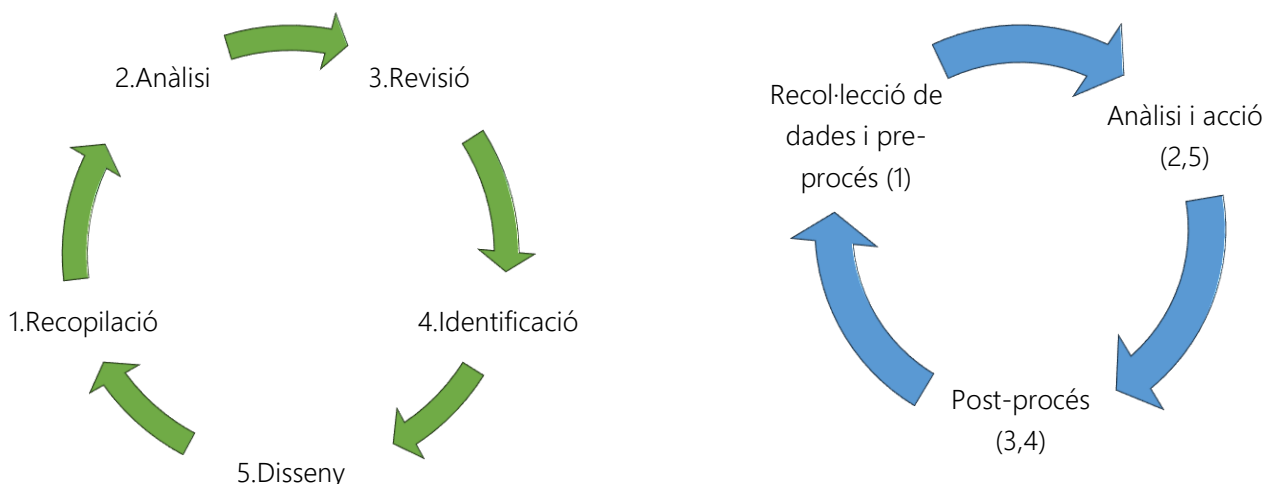 2.Anàlisi
3.Revisió
1.Recopilació
4.Identificació
5.Disseny
Recol·lecció de
dades i pre-
procés (1)
Anàlisi i acció
(2,5)
Post-procés
(3,4)